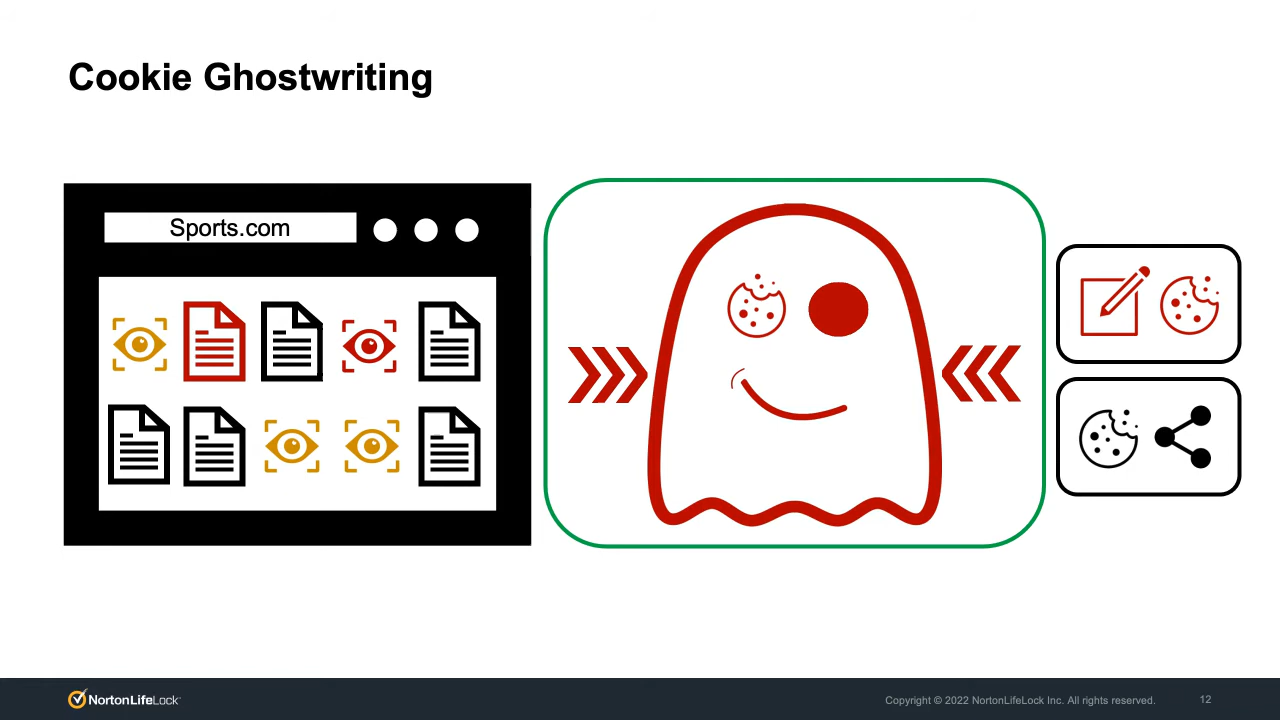 Cookie Ghostwriting
Sports.com
NortonLifeLock
Copyright © 2022 NortonLifeLock Inc. All rights reserved.
12